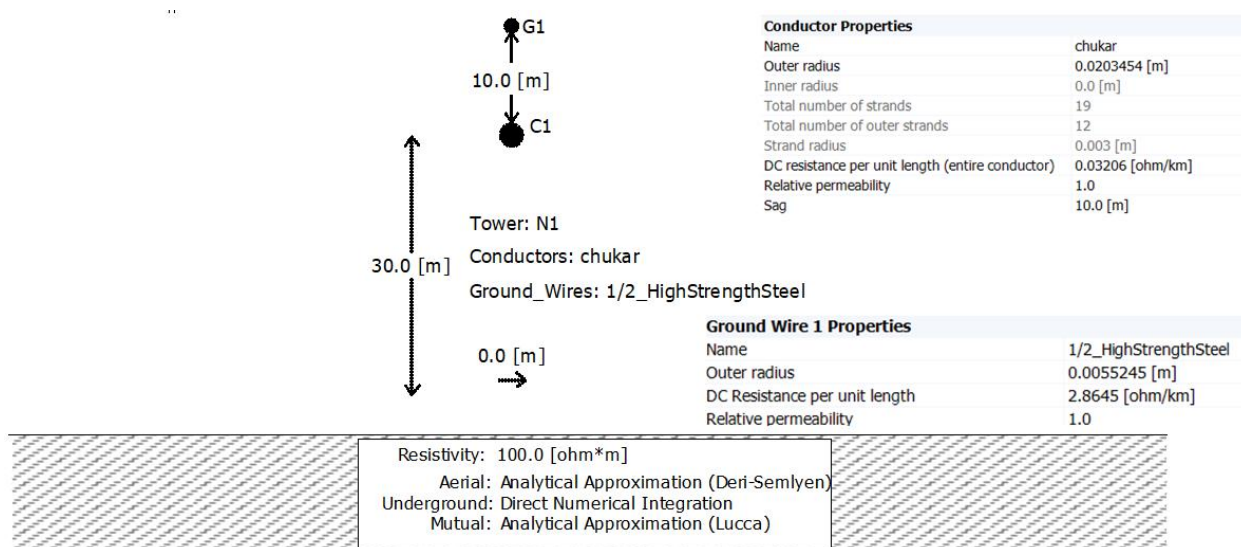 G1
10.0 [m]
C1
30.0 [m]
Tower: N1
Conductors: chukar
Ground_Wires: 1/2_HighStrengthSteel
0.0 [m]
Conductor Properties
Name chukar
Outer radius 0.0203454 [m]
Inner radius 0.0 [m]
Total number of strands 19
Total number of outer strands 12
Strand radius 0.003 [m]
DC resistance per unit length (entire conductor) 0.03206 [ohm/km]
Relative permeability 1.0
Sag 10.0 [m]
Ground Wire 1 Properties
Name 1/2_HighStrengthSteel
Outer radius 0.0055245 [m]
DC Resistance per unit length 2.8645 [ohm/km]
Relative permeability 1.0
Resistivity: 100.0 [ohm*m]
Aerial: Analytical Approximation (Deri-Semlyen)
Underground: Direct Numerical Integration
Mutual: Analytical Approximation (Lucca)